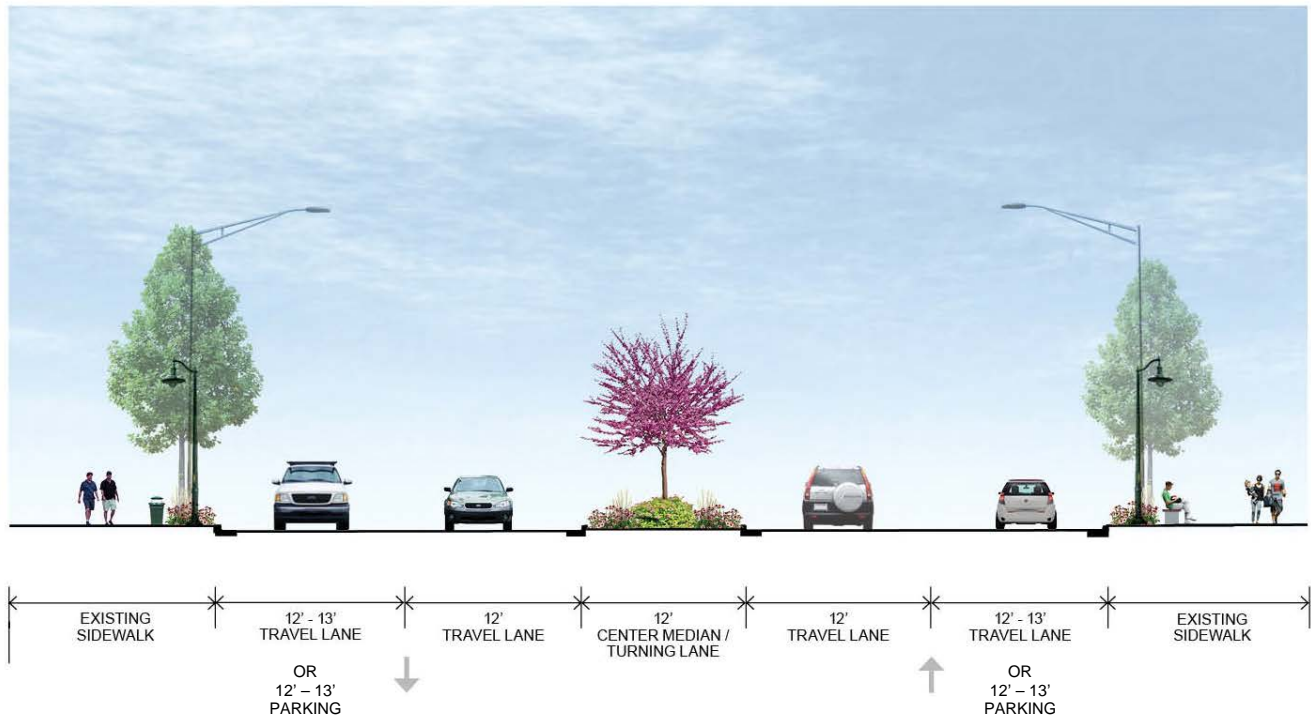 EXISTING
SIDEWALK
12' - 13'
TRAVEL LANE
OR
12' – 13'
PARKING
12'
TRAVEL LANE
12'
CENTER MEDIAN /
TURNING LANE
12'
TRAVEL LANE
12' - 13'
TRAVEL LANE
OR
12' – 13'
PARKING
EXISTING
SIDEWALK